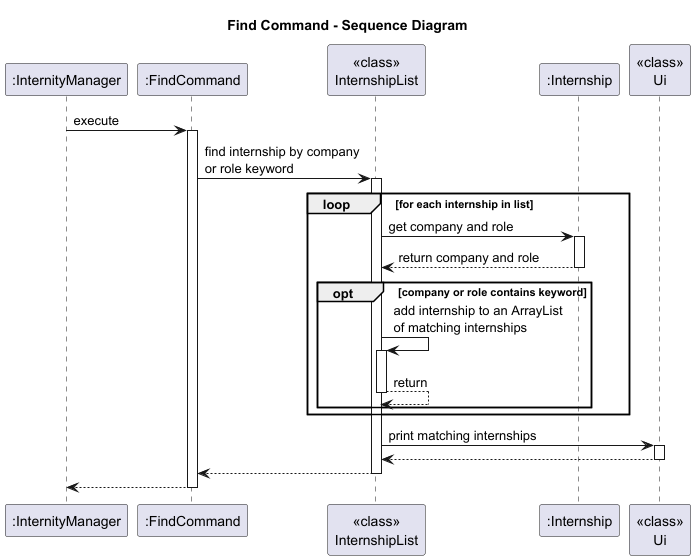 Find Command - Sequence Diagram
:InternityManager
:FindCommand
«class»
InternshipList
:Internship
«class»
Ui
execute
find internship by company
or role keyword
loop
[for each internship in list]
get company and role
return company and role
opt
[company or role contains keyword]
add internship to an ArrayList
of matching internships
return
print matching internships
:InternityManager
:FindCommand
«class»
InternshipList
:Internship
«class»
Ui